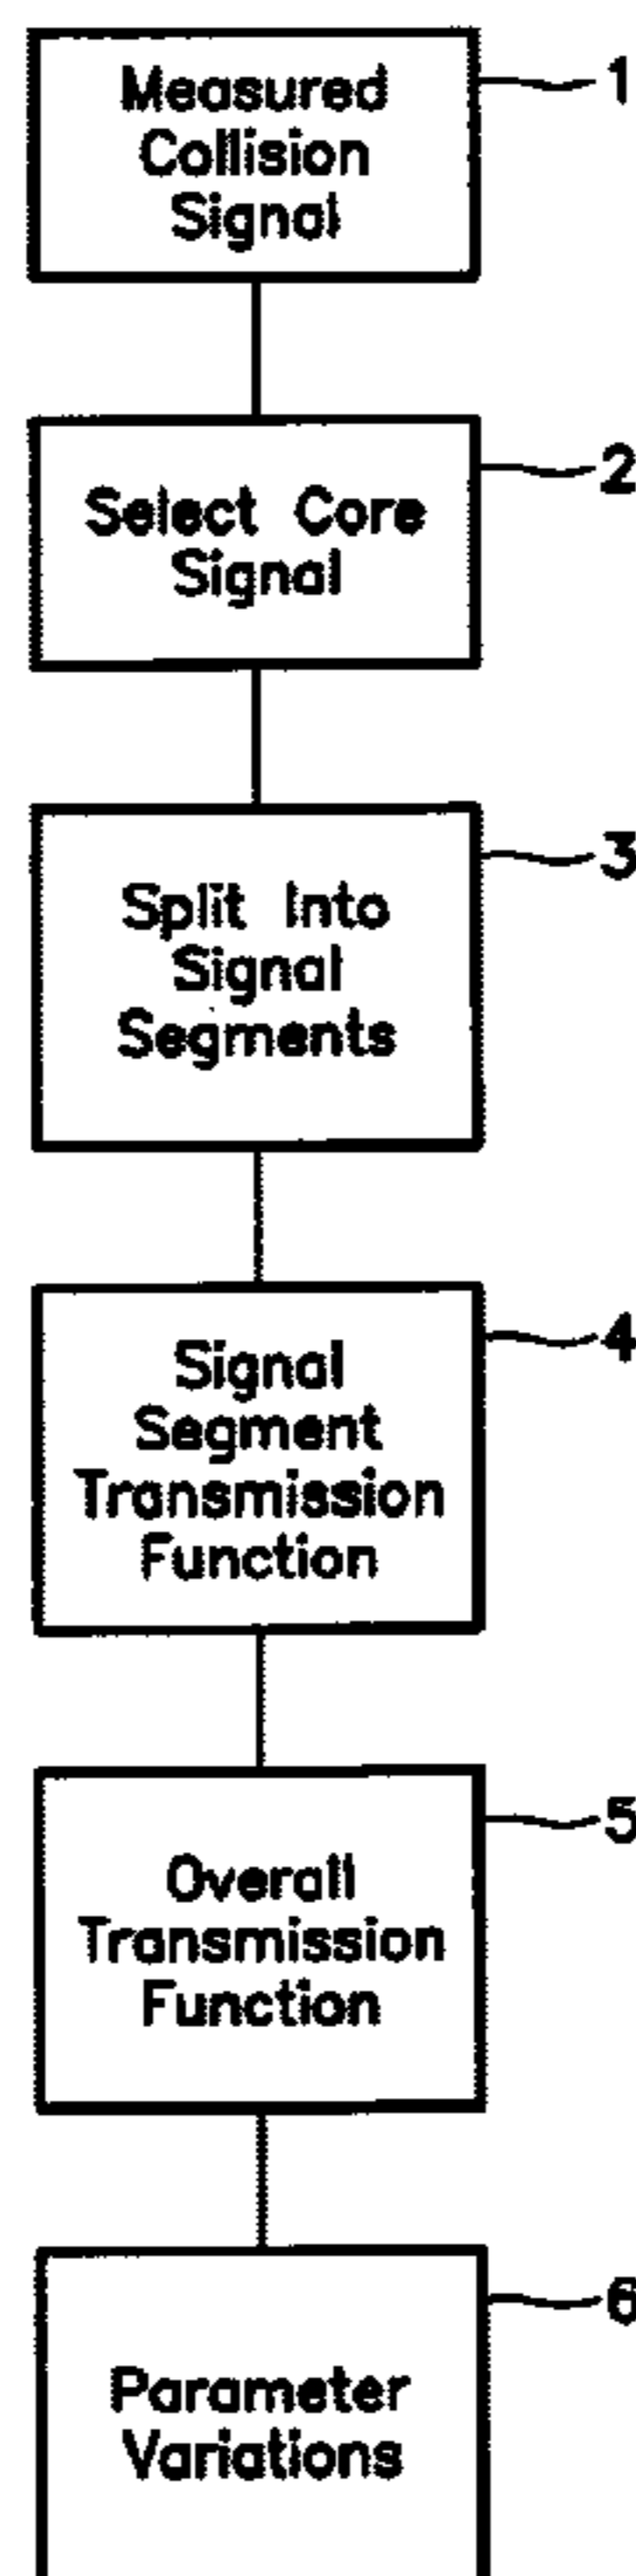 Measured
Collision
Signal
1
Select Core
Signal
2
Split Into
Signal
Segments
3
Signal
Segment
Transmission
Function
4
Overall
Transmission
Function
5
Parameter
Variations
6